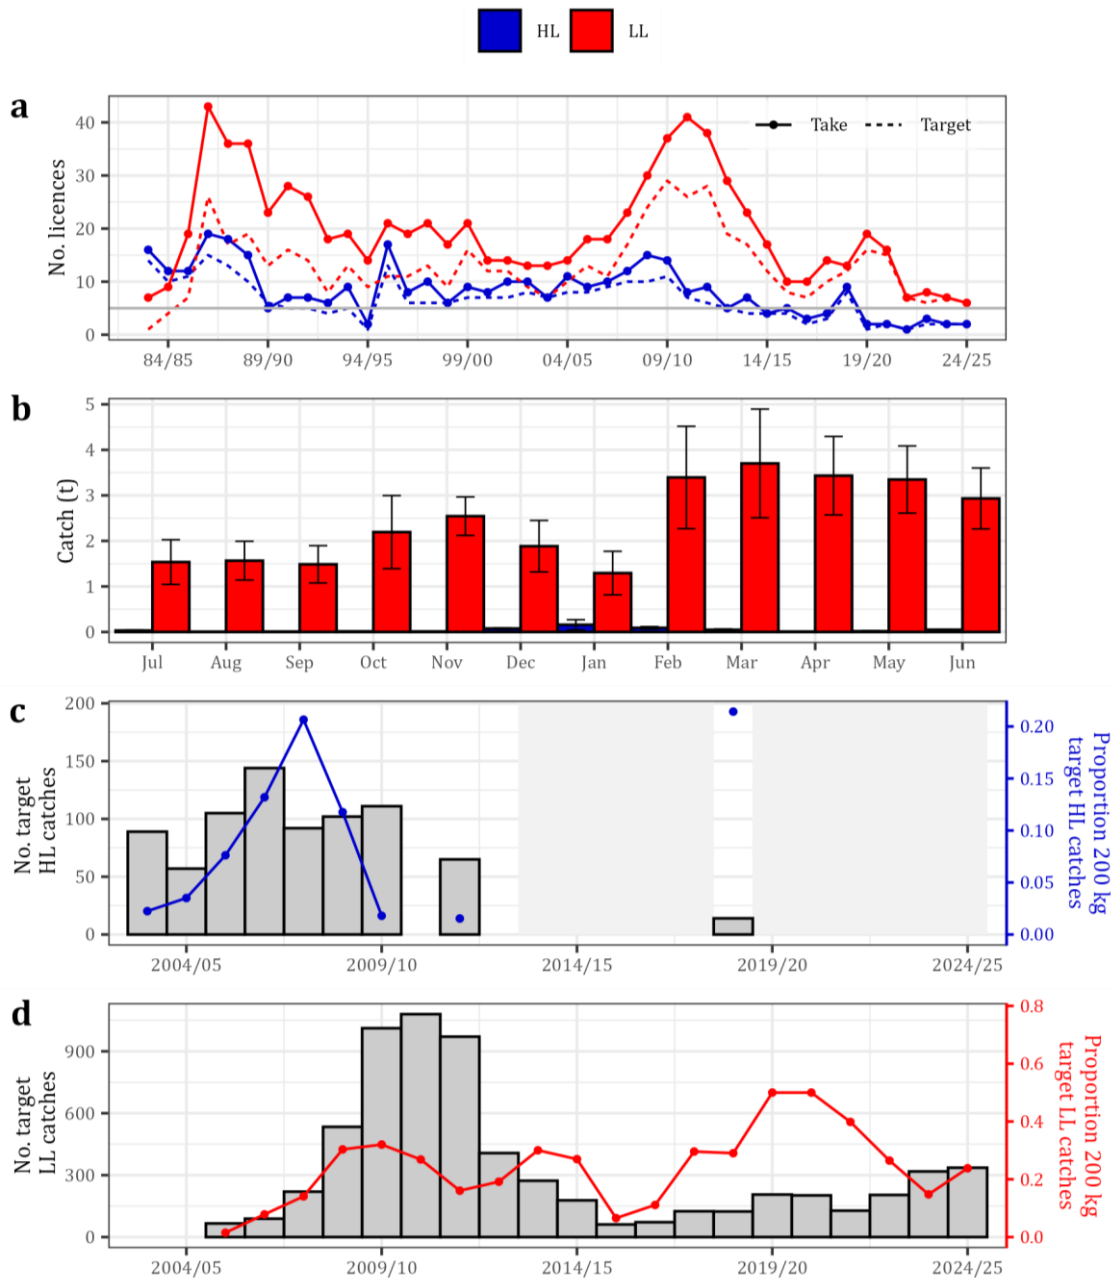 HL LL
a
No. licences
40
30
20
10
0
Take Target
84/85 89/90 94/95 99/00 04/05 09/10 14/15 19/20 24/25
b
Catch (t)
5
4
3
2
1
0
Jul Aug Sep Oct Nov Dec Jan Feb Mar Apr May Jun
c
No. target
HL catches
200
150
100
50
0
0.20
0.15
0.10
0.05
0.00
Proportion 200 kg
target HL catches
2004/05 2009/10 2014/15 2019/20 2024/25
d
No. target
LL catches
900
600
300
0
0.8
0.6
0.4
0.2
0.0
Proportion 200 kg
target LL catches
2004/05 2009/10 2014/15 2019/20 2024/25